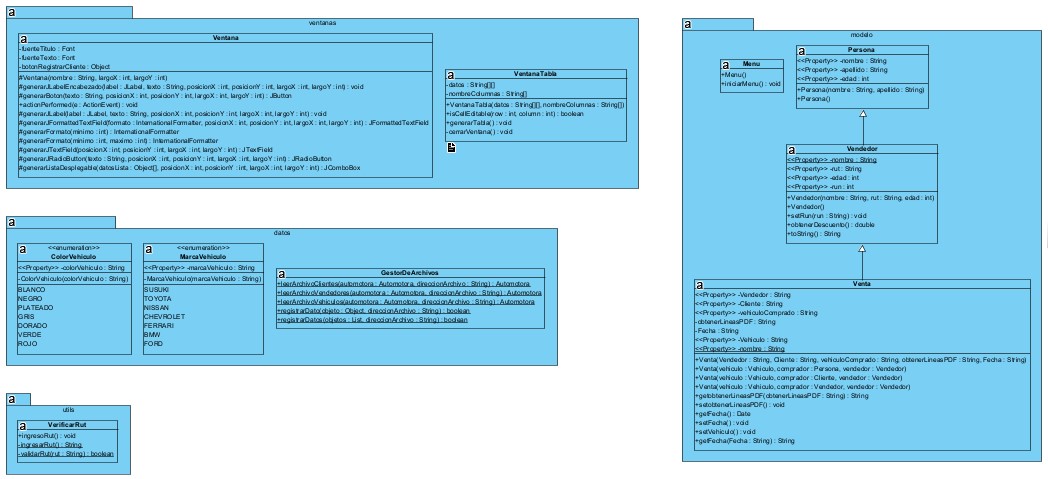 a
ventanas
a
Ventana
-fuenteTitulo : Font
-fuenteTexto : Font
-botonRegistrarCliente : Object
#Ventana(nombre : String, largoX : int, largoY : int)
#generarJLabelEncabezado(label : JLabel, texto : String, posicionX : int, posicionY : int, largoX : int, largoY : int) : void
#generarBoton(texto : String, posicionX : int, posicionY : int, largoX : int, largoY : int) : JButton
+actionPerformed(e : ActionEvent) : void
#generarJLabel(label : JLabel, texto : String, posicionX : int, posicionY : int, largoX : int, largoY : int) : void
#generarJFormattedTextField(formato : InternationalFormatter, posicionX : int, posicionY : int, largoX : int, largoY : int) : JFormattedTextField
#generarFormato(minimo : int) : InternationalFormatter
#generarFormato(minimo : int, maximo : int) : InternationalFormatter
#generarJTextField(posicionX : int, posicionY : int, largoX : int, largoY : int) : JTextField
#generarJRadioButton(texto : String, posicionX : int, posicionY : int, largoX : int, largoY : int) : JRadioButton
#generarListaDesplegable(datosLista : Object[], posicionX : int, posicionY : int, largoX : int, largoY : int) : JComboBox
a
VentanaTabla
-datos : String[][]
-nombreColumnas : String[]
+VentanaTabla(datos : String[][], nombreColumnas : String[])
+isCellEditable(row : int, column : int) : boolean
+generarTabla() : void
-cerrarVentana() : void
a
datos
a
<<enumeration>>
ColorVehiculo
<<Property>> -colorVehiculo : String
-ColorVehiculo(colorVehiculo : String)
BLANCO
NEGRO
PLATEADO
GRIS
DORADO
VERDE
ROJO
a
<<enumeration>>
MarcaVehiculo
<<Property>> -marcaVehiculo : String
-MarcaVehiculo(marcaVehiculo : String)
SUSUKI
TOYOTA
NISSAN
CHEVROLET
FERRARI
BMW
FORD
a
GestorDeArchivos
+leerArchivoClientes(automotora : Automotora, direccionArchivo : String) : Automotora
+leerArchivoVendedores(automotora : Automotora, direccionArchivo : String) : Automotora
+leerArchivoVehiculos(automotora : Automotora, direccionArchivo : String) : Automotora
+registrarDato(objeto : Object, direccionArchivo : String) : boolean
+registrarDatos(objetos : List, direccionArchivo : String) : boolean
a
utils
a
VerificarRut
+ingresoRut() : void
-ingresarRut() : String
-validarRut(rut : String) : boolean
a
modelo
a
Menu
+Menu()
+iniciarMenu() : void
a
Persona
<<Property>> -nombre : String
<<Property>> -apellido : String
<<Property>> -edad : int
+Persona(nombre : String, apellido : String)
+Persona()
a
Vendedor
<<Property>> -nombre : String
<<Property>> -rut : String
<<Property>> -edad : int
<<Property>> -run : int
+Vendedor(nombre : String, rut : String, edad : int)
+Vendedor()
+setRun(run : String) : void
+obtenerDescuento() : double
+toString() : String
a
Venta
<<Property>> -Vendedor : String
<<Property>> -Cliente : String
<<Property>> -vehiculoComprado : String
-obtenerLineasPDF : String
-Fecha : String
<<Property>> -Vehiculo : String
<<Property>> -nombre : String
+Venta(Vendedor : String, Cliente : String, vehiculoComprado : String, obtenerLineasPDF : String, Fecha : String)
+Venta(vehiculo : Vehiculo, comprador : Persona, vendedor : Vendedor)
+Venta(vehiculo : Vehiculo, comprador : Cliente, vendedor : Vendedor)
+Venta(vehiculo : Vehiculo, comprador : Vendedor, vendedor : Vendedor)
+getobtenerLineasPDF(obtenerLineasPDF : String) : String
+setobtenerLineasPDF() : void
+getFecha() : Date
+setFecha() : void
+setVehiculo() : void
+getFecha(Fecha : String) : String